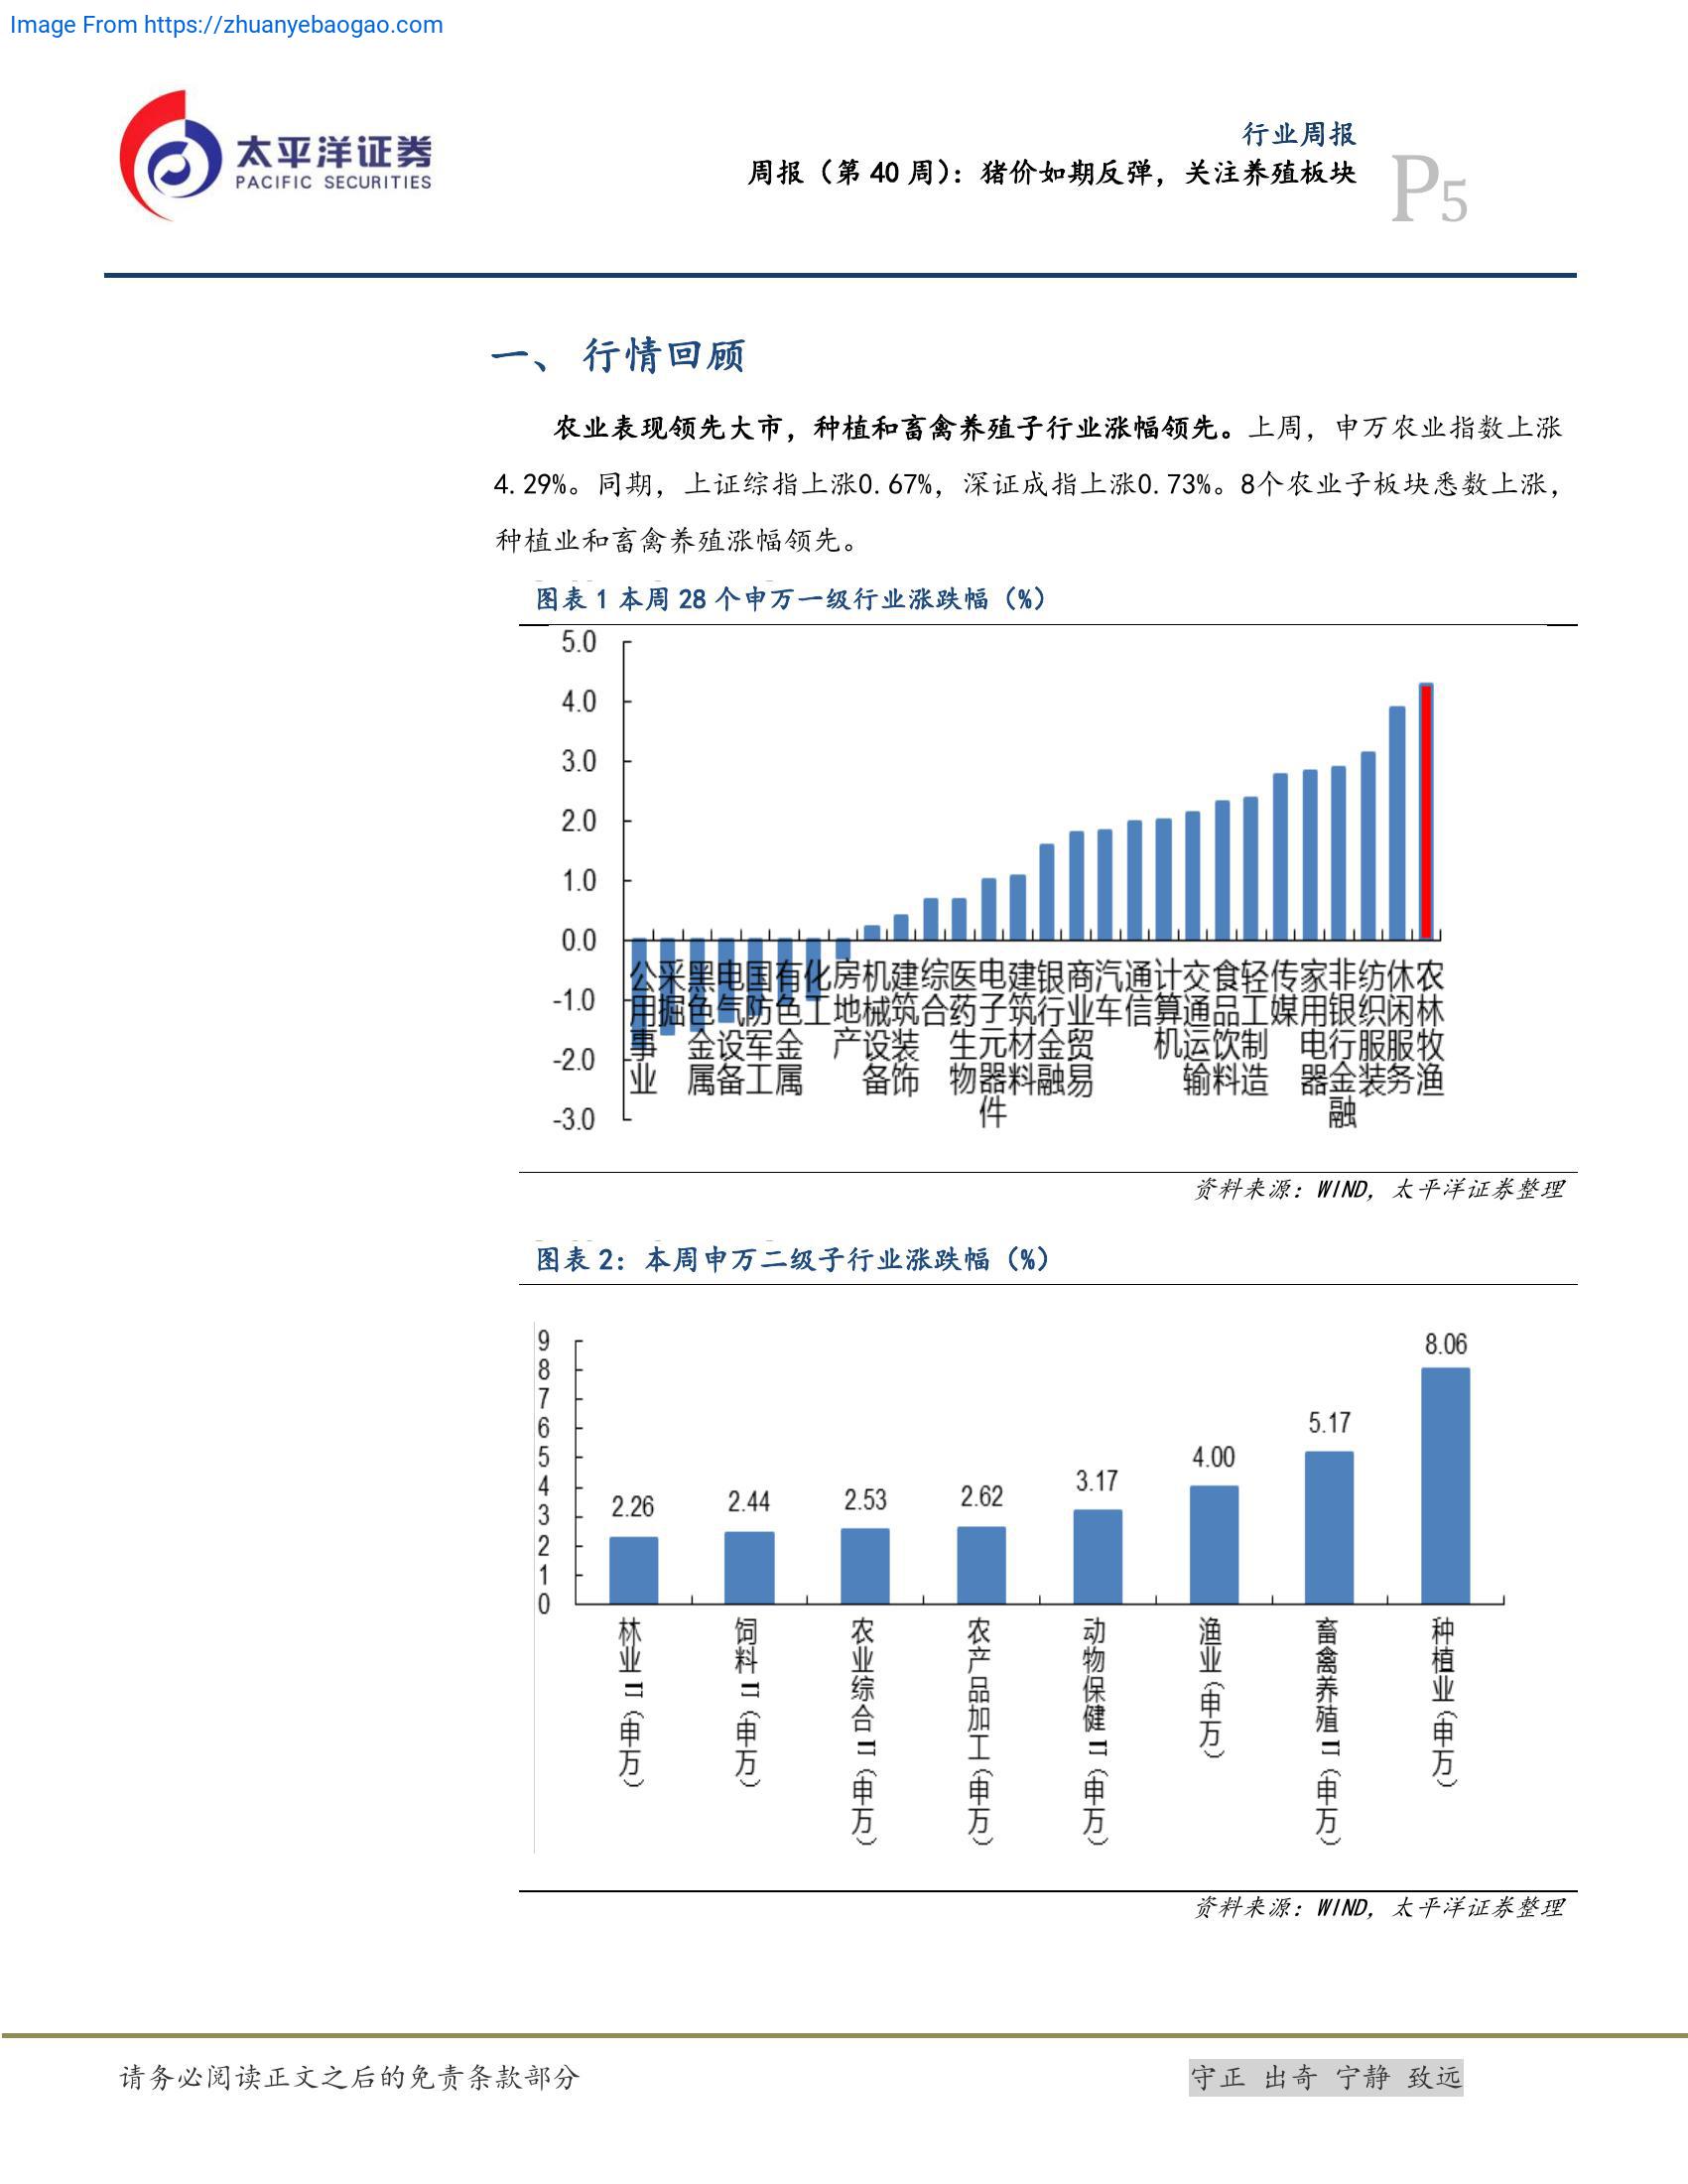 Image From https://zhuanyebaogao.com
太平洋证券
PACIFIC SECURITIES
行业周报
周报（第 40 周）：猪价如期反弹，关注养殖板块
P5
一、 行情回顾
农业表现领先大市，种植和畜禽养殖子行业涨幅领先。上周，申万农业指数上涨
4.29%。同期，上证综指上涨0.67%，深证成指上涨0.73%。8个农业子板块悉数上涨，
种植业和畜禽养殖涨幅领先。
图表 1 本周 28 个申万一级行业涨跌幅（%）
5.0
4.0
3.0
2.0
1.0
0.0
-1.0
-2.0
-3.0
公用事业
采掘
黑色金属
电气设备
国防军工
有色金属
化工
房地产
机械设备
建筑装饰
综合
医药生物
电子元器件
建筑材料
银行金融
商业贸易
汽车
通信
计算机
交通运输
食品饮料
轻工制造
传媒
家用电器
非银行金融
纺织服装
休闲服务
农林牧渔
资料来源：WIND，太平洋证券整理
图表 2：本周申万二级子行业涨跌幅（%）
9
8
7
6
5
4
3
2
1
0
2.26
2.44
2.53
2.62
3.17
4.00
5.17
8.06
林业II（申万）
饲料II（申万）
农业综合II（申万）
农产品加工（申万）
动物保健II（申万）
渔业（申万）
畜禽养殖II（申万）
种植业（申万）
资料来源：WIND，太平洋证券整理
请务必阅读正文之后的免责条款部分
守正 出奇 宁静 致远